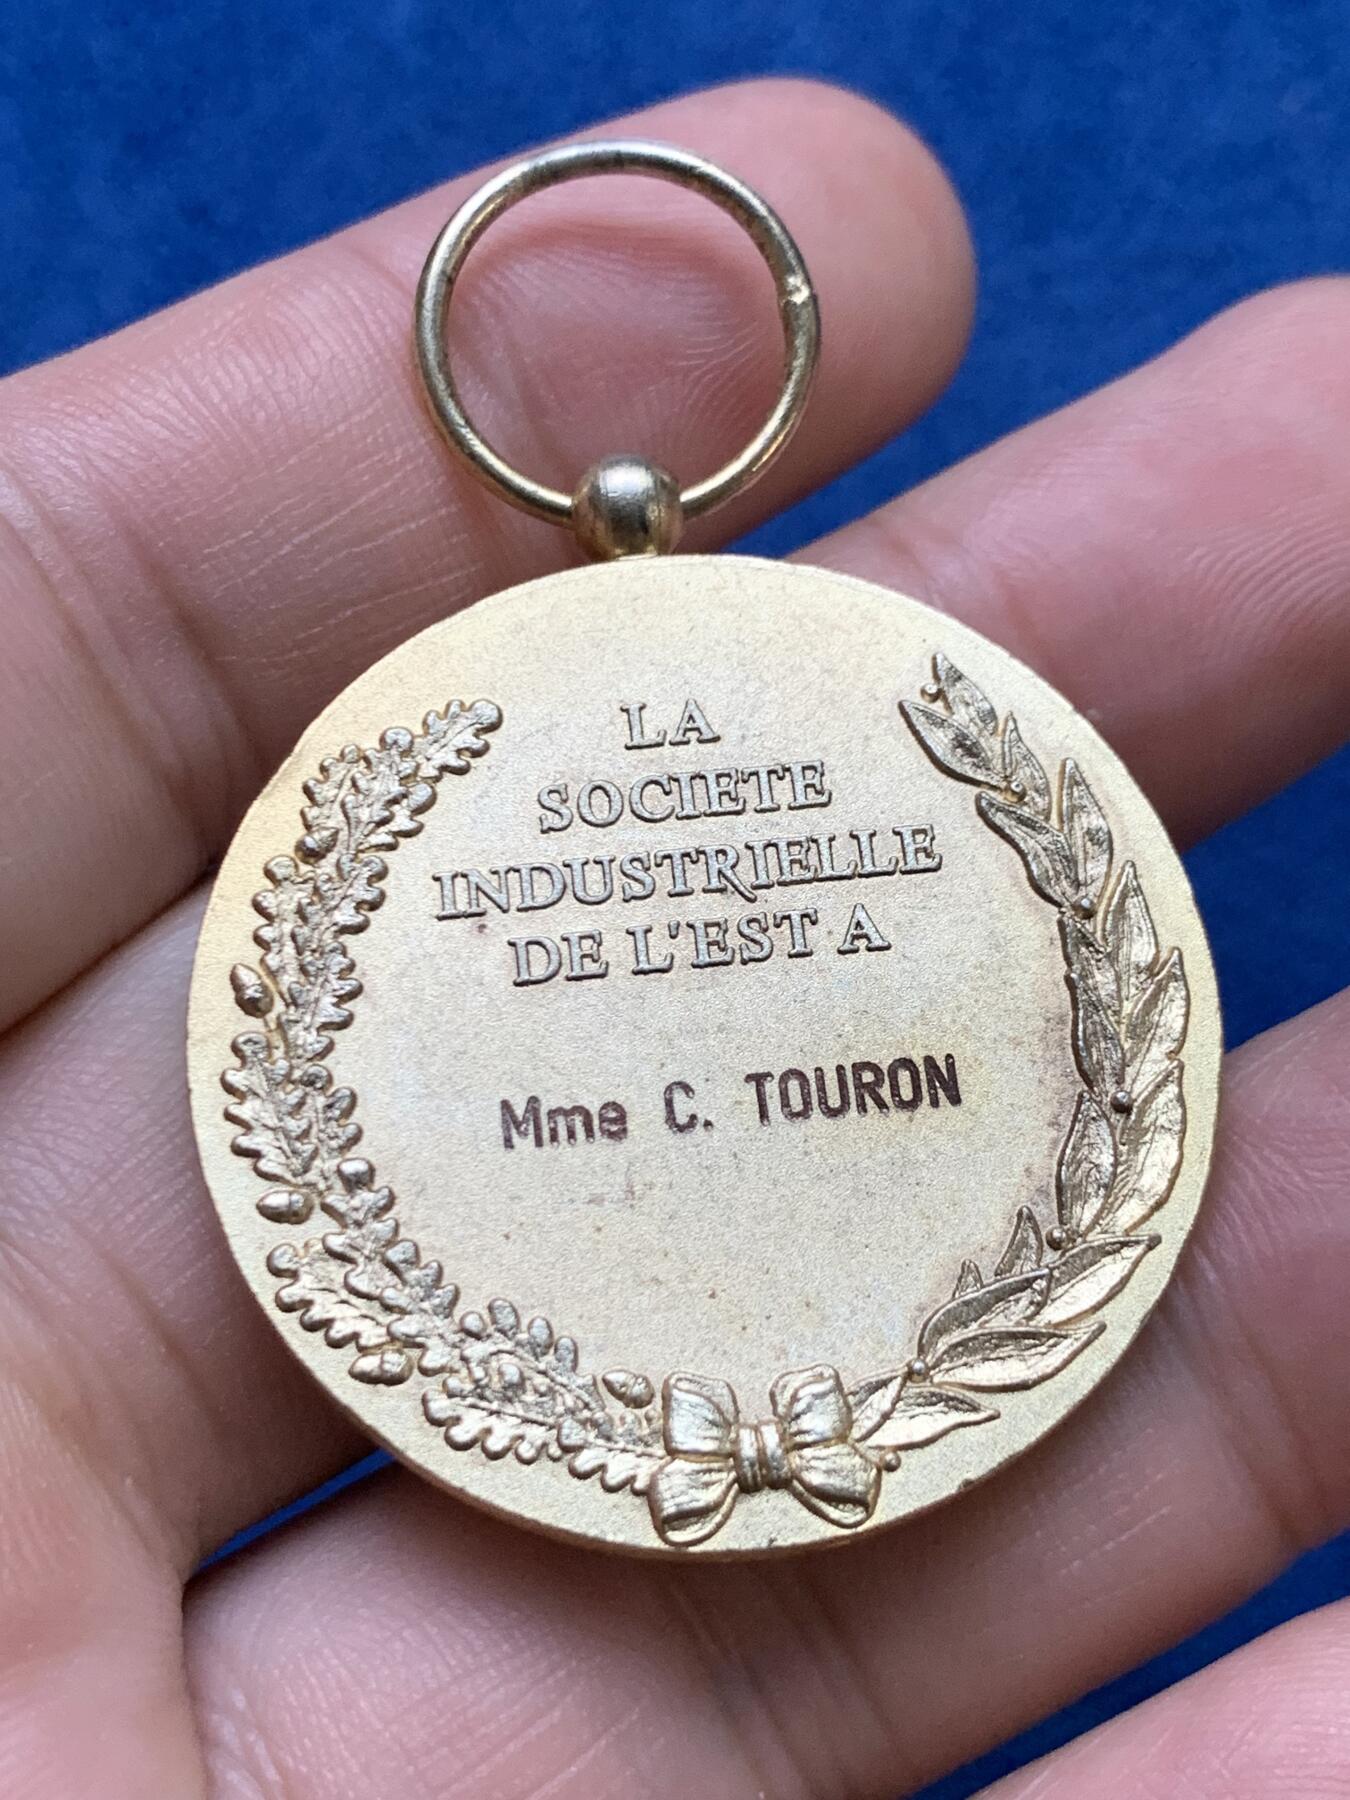 LA
SOCIETE
INDUSTRIELLE
DE L'EST A
Mme C. TOURON